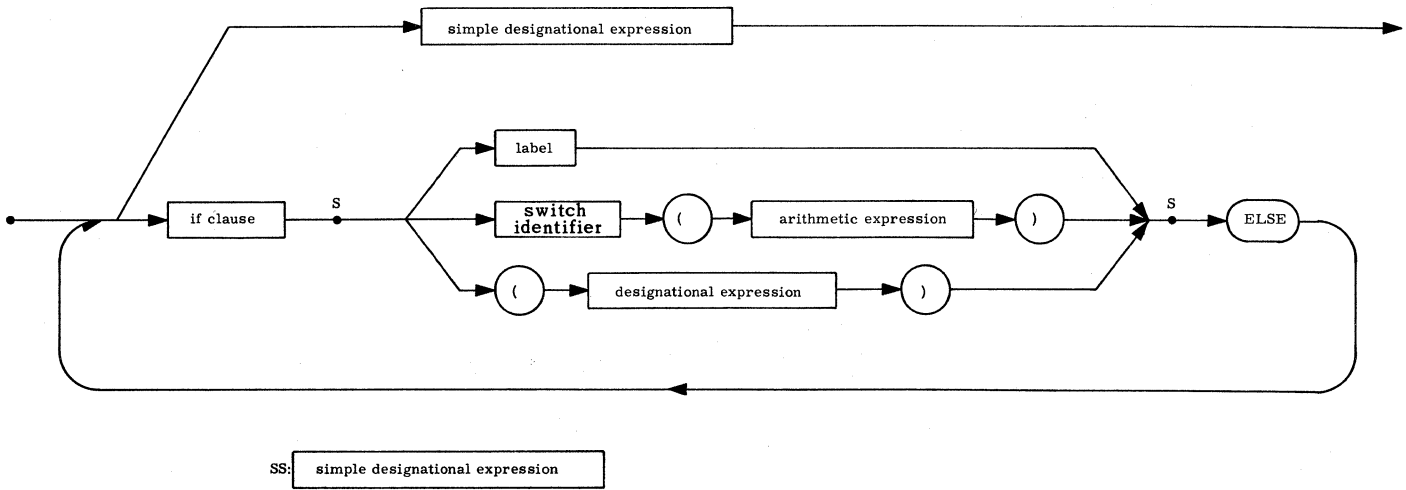 simple designational expression
label
if clause
S
switch
identifier
(
arithmetic expression
)
S
ELSE
(
designational expression
)
SS: simple designational expression